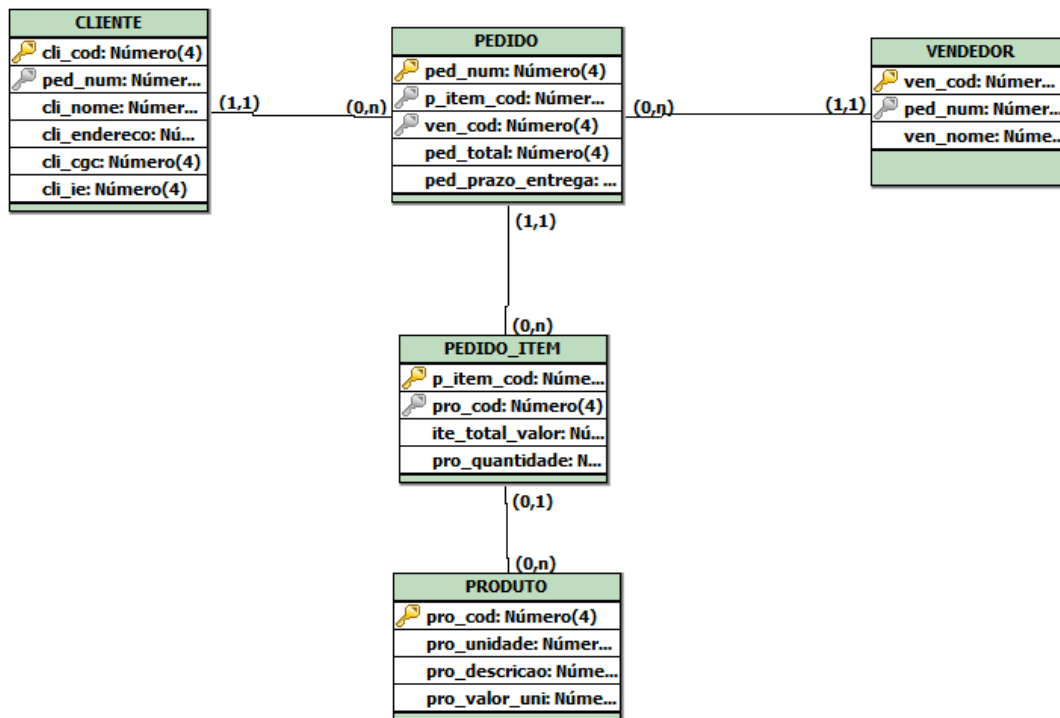 CLIENTE
cli_cod: Número(4)
ped_num: Númer...
cli_nome: Númer...
cli_endereco: Nú...
cli_cgc: Número(4)
cli_ie: Número(4)
(1,1)
(0,n)
PEDIDO
ped_num: Número(4)
p_item_cod: Númer...
ven_cod: Número(4)
ped_total: Número(4)
ped_prazo_entrega: ...
(0,n)
(1,1)
VENDEDOR
ven_cod: Númer...
ped_num: Númer...
ven_nome: Núme...
(1,1)
(0,n)
PEDIDO_ITEM
p_item_cod: Núme...
pro_cod: Número(4)
ite_total_valor: Nú...
pro_quantidade: N...
(0,1)
(0,n)
PRODUTO
pro_cod: Número(4)
pro_unidade: Númer...
pro_descricao: Núme...
pro_valor_uni: Núme...